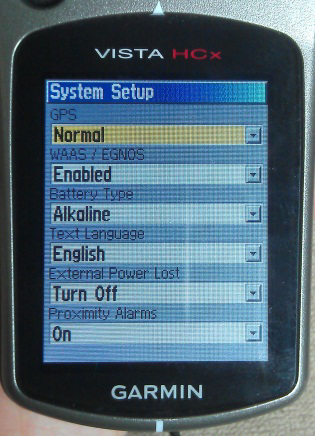 VISTA HCx
System Setup
GPS
Normal
WAAS / EGNOS
Enabled
Battery Type
Alkaline
Text Language
English
External Power Lost
Turn Off
Proximity Alarms
On
GARMIN